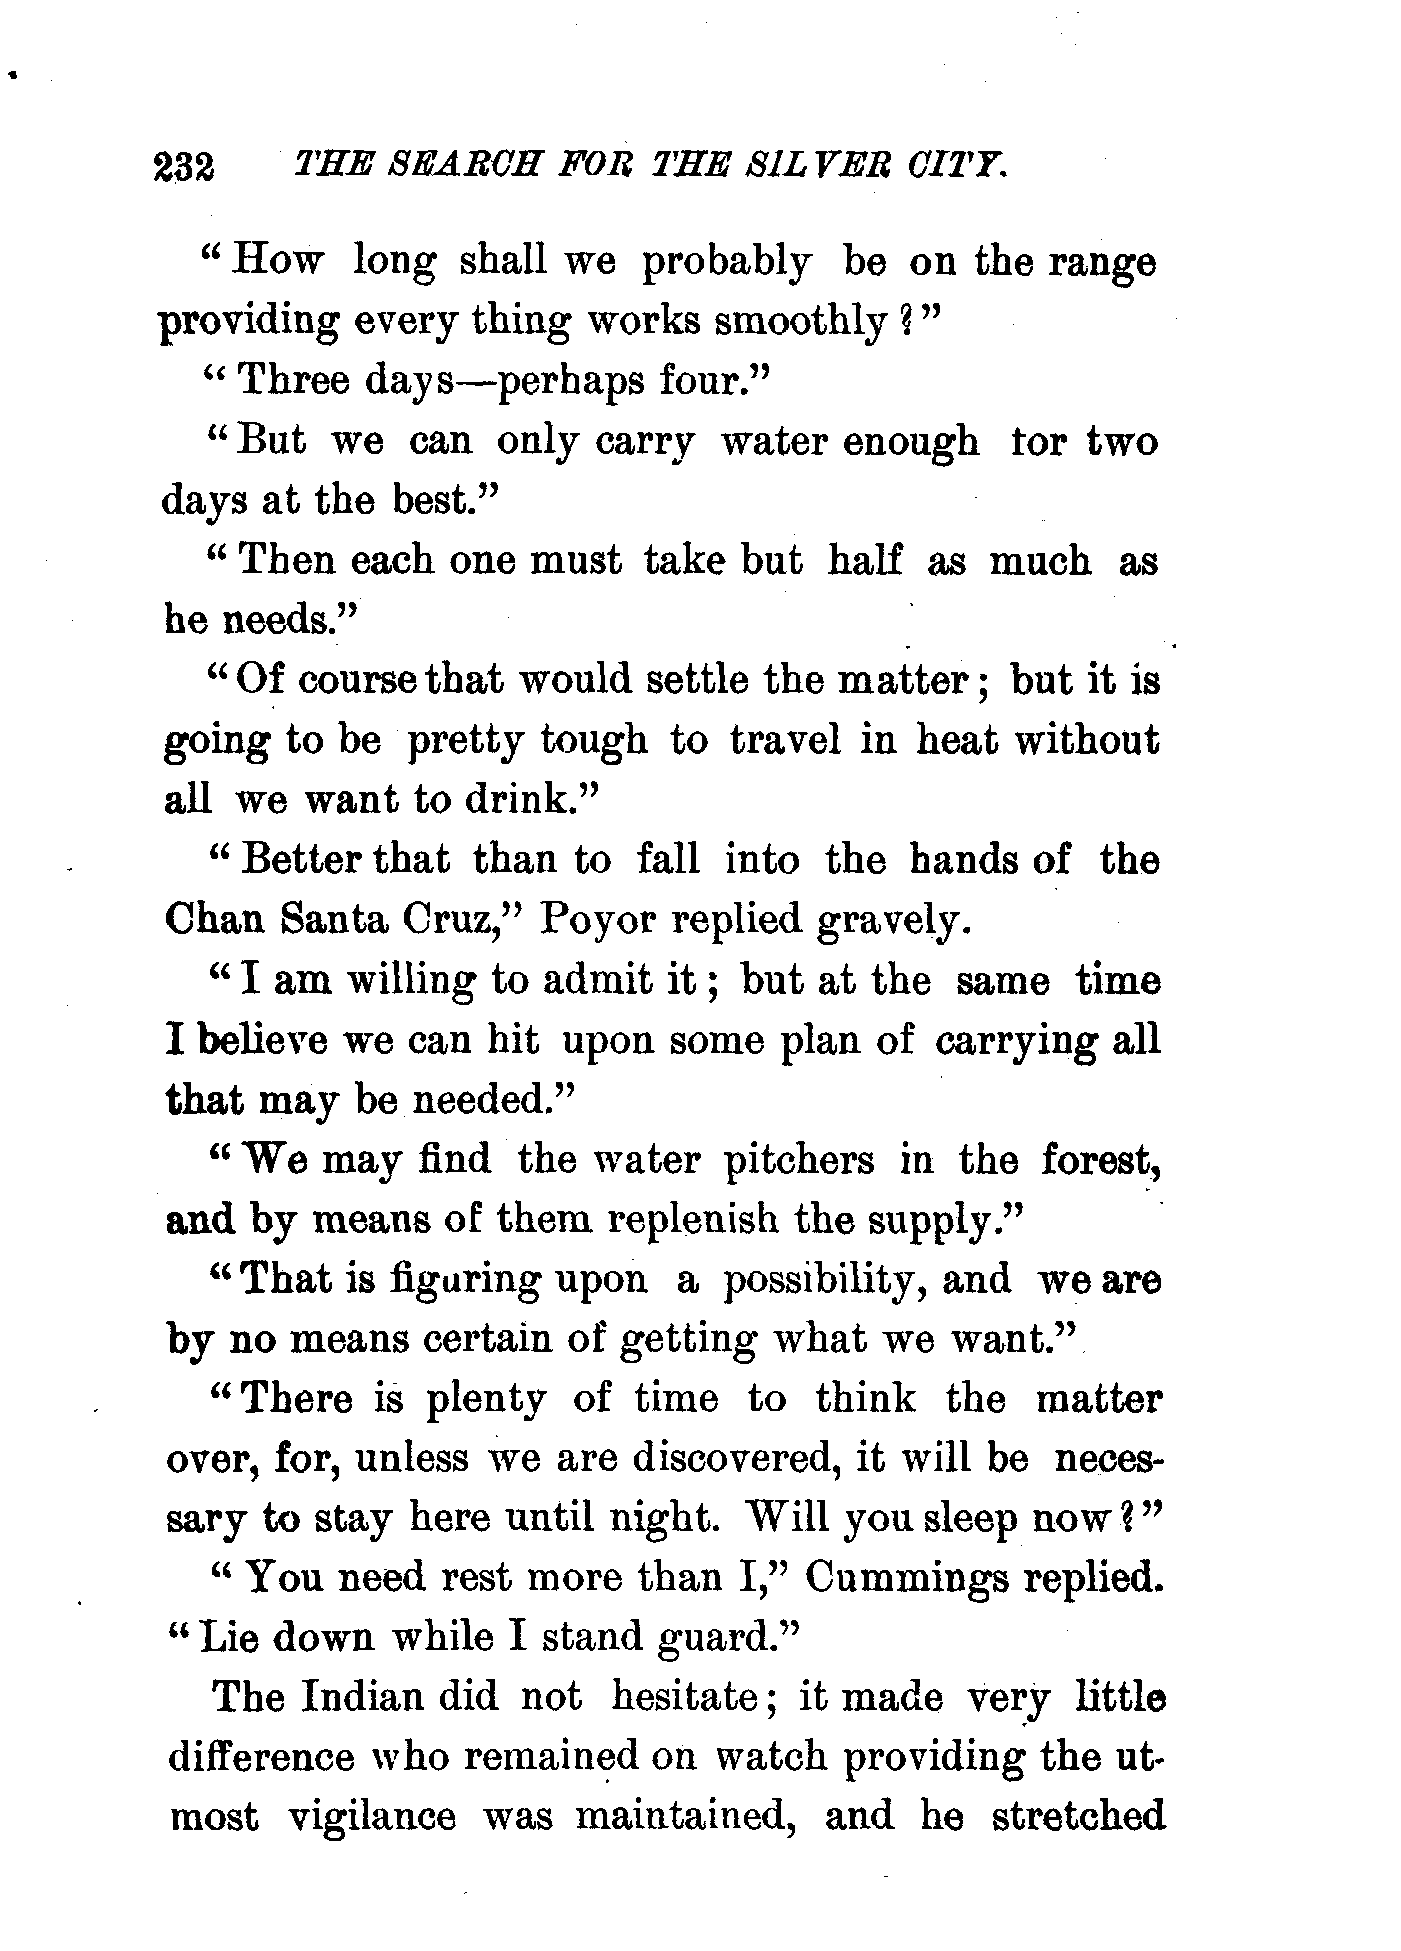 232 THE SEARCH FOR THE SILVER CITY.
"How long shall we probably be on the range
providing every thing works smoothly?"
"Three days—perhaps four."
"But we can only carry water enough for two
days at the best."
"Then each one must take but half as much as
he needs."
"Of course that would settle the matter; but it is
going to be pretty tough to travel in heat without
all we want to drink."
"Better that than to fall into the hands of the
Chan Santa Cruz," Poyor replied gravely.
"I am willing to admit it; but at the same time
I believe we can hit upon some plan of carrying all
that may be needed."
"We may find the water pitchers in the forest,
and by means of them replenish the supply."
"That is figuring upon a possibility, and we are
by no means certain of getting what we want."
"There is plenty of time to think the matter
over, for, unless we are discovered, it will be neces-
sary to stay here until night. Will you sleep now?"
"You need rest more than I," Cummings replied.
"Lie down while I stand guard."
The Indian did not hesitate; it made very little
difference who remained on watch providing the ut-
most vigilance was maintained, and he stretched